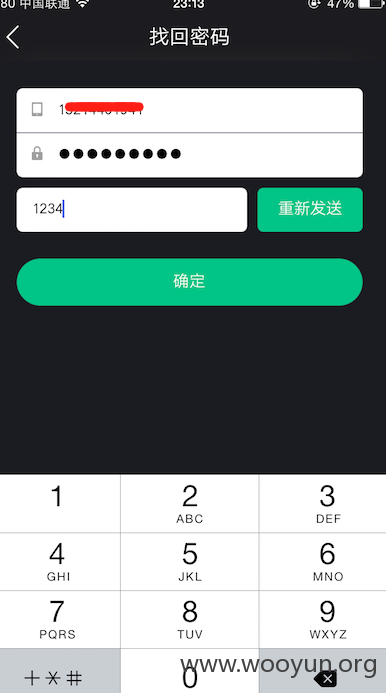 80 中国联通 23:13 47%
找回密码
●●●●●●●●●
1234 重新发送
确定
1 2 3
ABC DEF
4 5 6
GHI JKL MNO
7 8 9
PQRS TUV WXYZ
+*# 0
www.wooyun.org